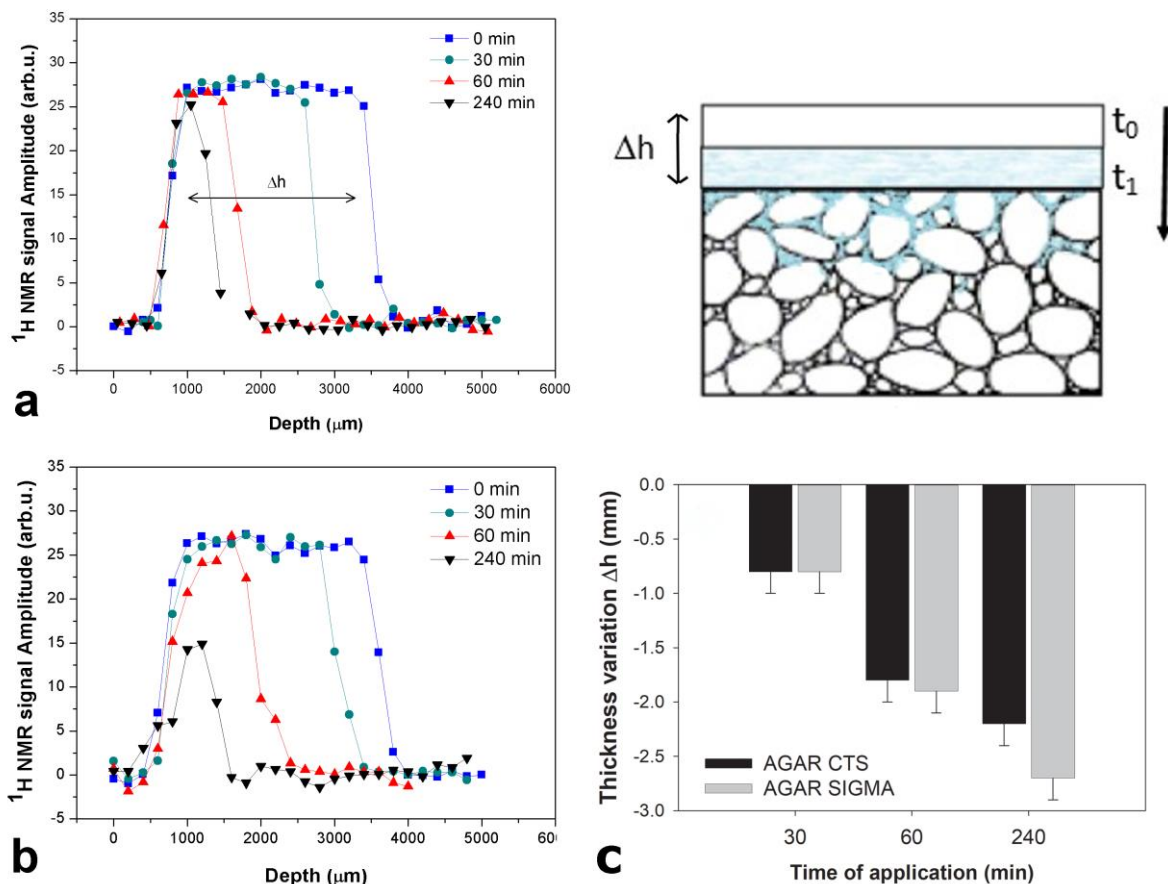 35
30
25
20
15
10
5
0
-5
¹H NMR signal Amplitude (arb.u.)
0 min
30 min
60 min
240 min
Δh
0 1000 2000 3000 4000 5000 6000
Depth (μm)
a
Δh
t₀
t₁
35
30
25
20
15
10
5
0
-5
¹H NMR signal Amplitude (arb.u.)
0 min
30 min
60 min
240 min
0 1000 2000 3000 4000 5000 600
Depth (μm)
b
0.0
-0.5
-1.0
-1.5
-2.0
-2.5
-3.0
Thickness variation Δh (mm)
AGAR CTS
AGAR SIGMA
30 60 240
Time of application (min)
c